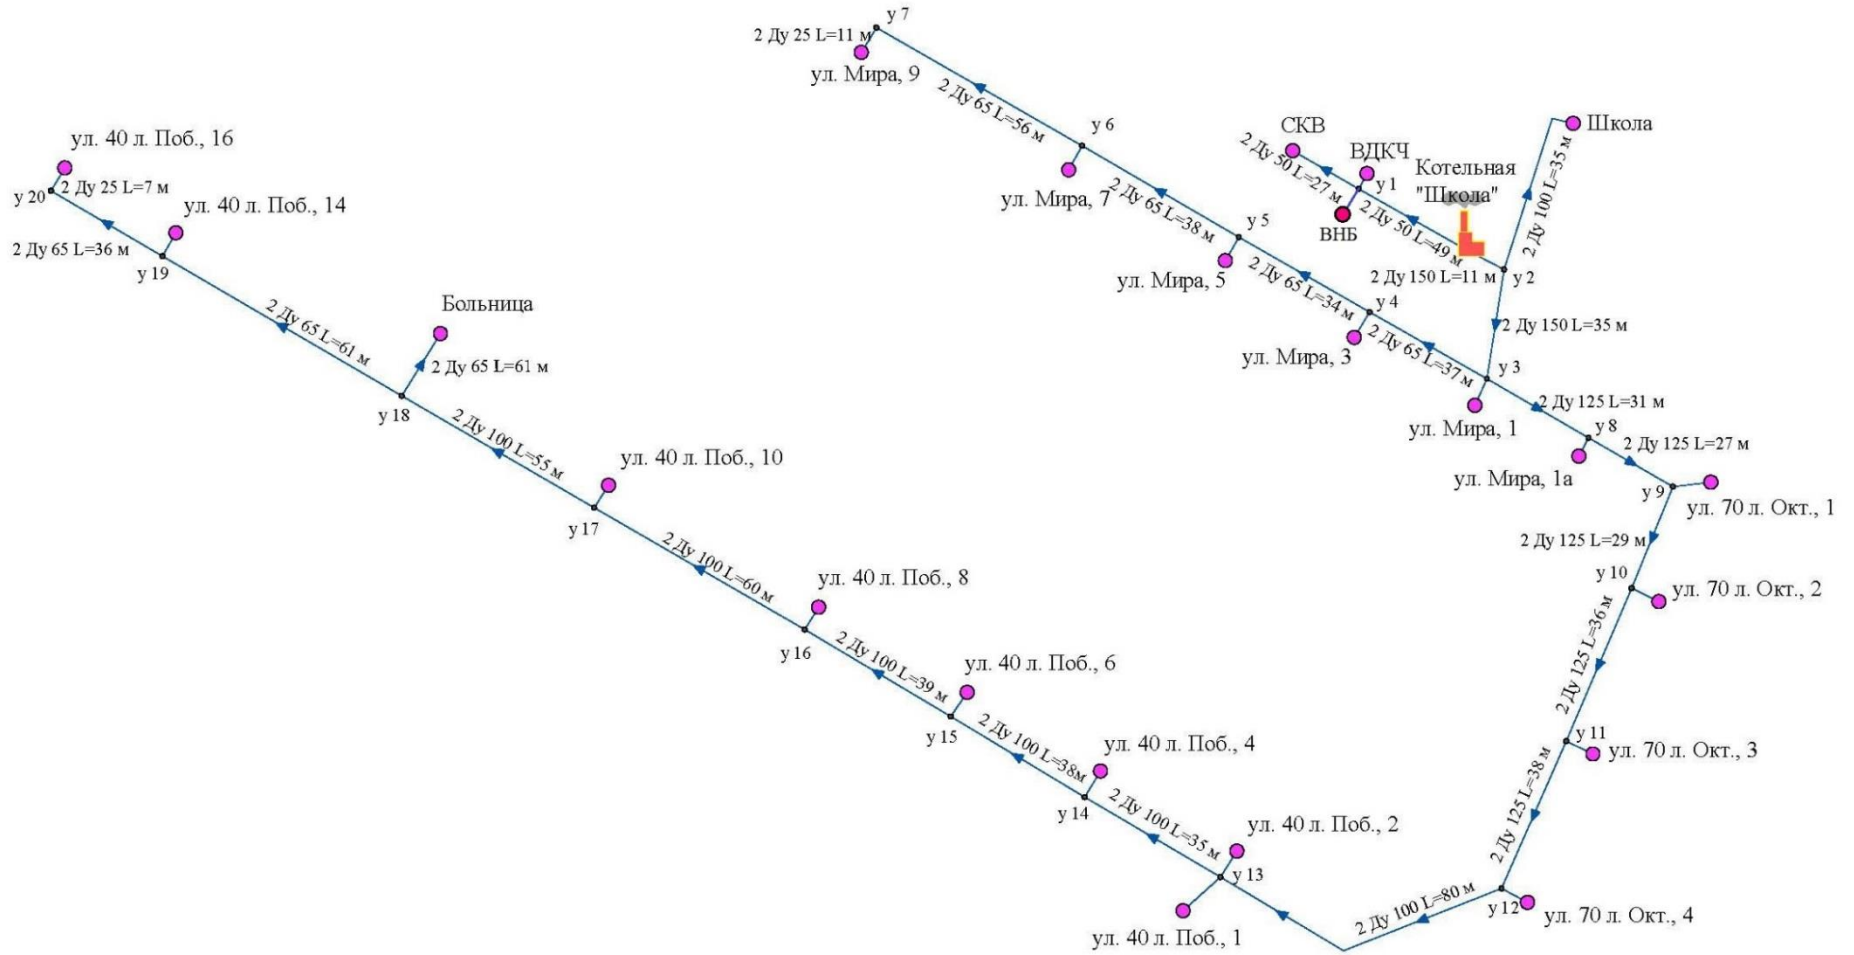 у 7
2 Ду 25 L=11 м
ул. Мира, 9
2 Ду 65 L=56 м
у 6
ул. Мира, 7
2 Ду 65 L=38 м
у 5
ул. Мира, 5
2 Ду 65 L=34 м
у 4
ул. Мира, 3
2 Ду 65 L=37 м
СКВ
2 Ду 50 L=27 м
ВДКЧ
у 1
ВНБ
2 Ду 50 L=49 м
Котельная
"Школа"
Школа
2 Ду 100 L=35 м
2 Ду 150 L=11 м
у 2
2 Ду 150 L=35 м
у 3
ул. Мира, 1
2 Ду 125 L=31 м
у 8
ул. Мира, 1а
2 Ду 125 L=27 м
у 9
ул. 70 л. Окт., 1
2 Ду 125 L=29 м
у 10
ул. 70 л. Окт., 2
2 Ду 125 L=36 м
у 11
ул. 70 л. Окт., 3
2 Ду 125 L=38 м
у 12
ул. 70 л. Окт., 4
2 Ду 100 L=80 м
ул. 40 л. Поб., 2
у 13
ул. 40 л. Поб., 1
2 Ду 100 L=35 м
ул. 40 л. Поб., 4
у 14
2 Ду 100 L=38м
ул. 40 л. Поб., 6
у 15
2 Ду 100 L=39 м
ул. 40 л. Поб., 8
у 16
2 Ду 100 L=60 м
ул. 40 л. Поб., 10
у 17
2 Ду 100 L=55 м
Больница
2 Ду 65 L=61 м
у 18
2 Ду 65 L=61 м
ул. 40 л. Поб., 14
у 19
2 Ду 65 L=36 м
ул. 40 л. Поб., 16
2 Ду 25 L=7 м
у 20